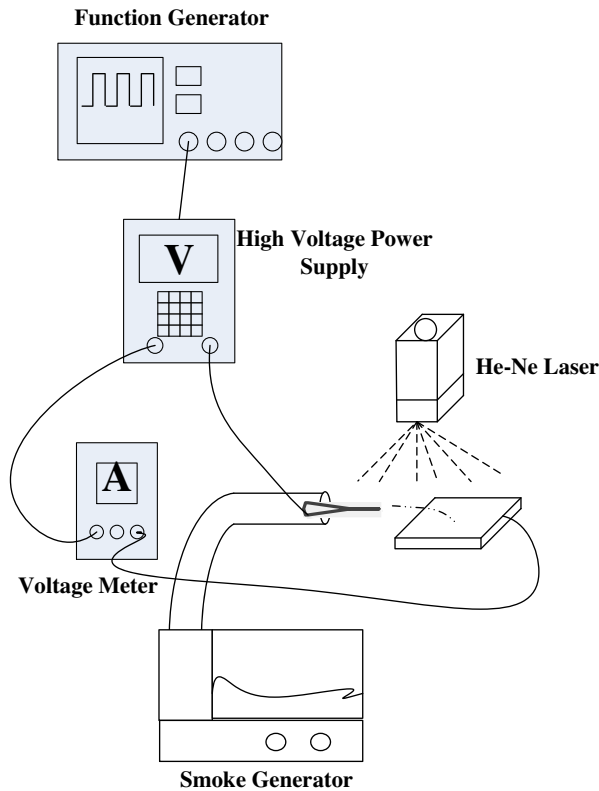 Function Generator
V
High Voltage Power
Supply
He-Ne Laser
A
Voltage Meter
Smoke Generator